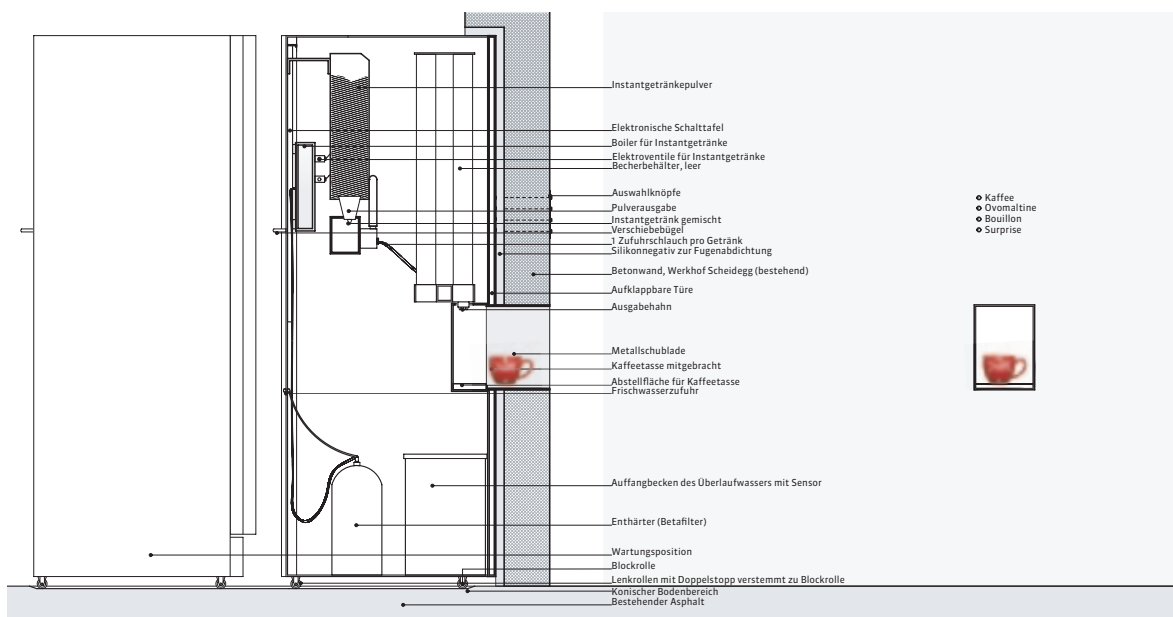 Instantgetränkepulver
Elektronische Schalttafel
Boiler für Instantgetränke
Elektroventile für Instantgetränke
Becherbehälter, leer
Auswahlknöpfe
Pulverausgabe
Instantgetränk gemischt
Verschiebebügel
1 Zufuhrschlauch pro Getränk
Silikonnegativ zur Fugenabdichtung
Betonwand, Werkhof Scheidegg (bestehend)
Aufklappbare Türe
Ausgabehahn
Metallschublade
Kaffeetasse mitgebracht
Abstellfläche für Kaffeetasse
Frischwasserzufuhr
Auffangbecken des Überlaufwassers mit Sensor
Enthärter (Betafilter)
Wartungsposition
Blockrolle
Lenkrollen mit Doppelstopp verstemmt zu Blockrolle
Konischer Bodenbereich
Bestehender Asphalt
Kaffee
Ovomaltine
Bouillon
Surprise